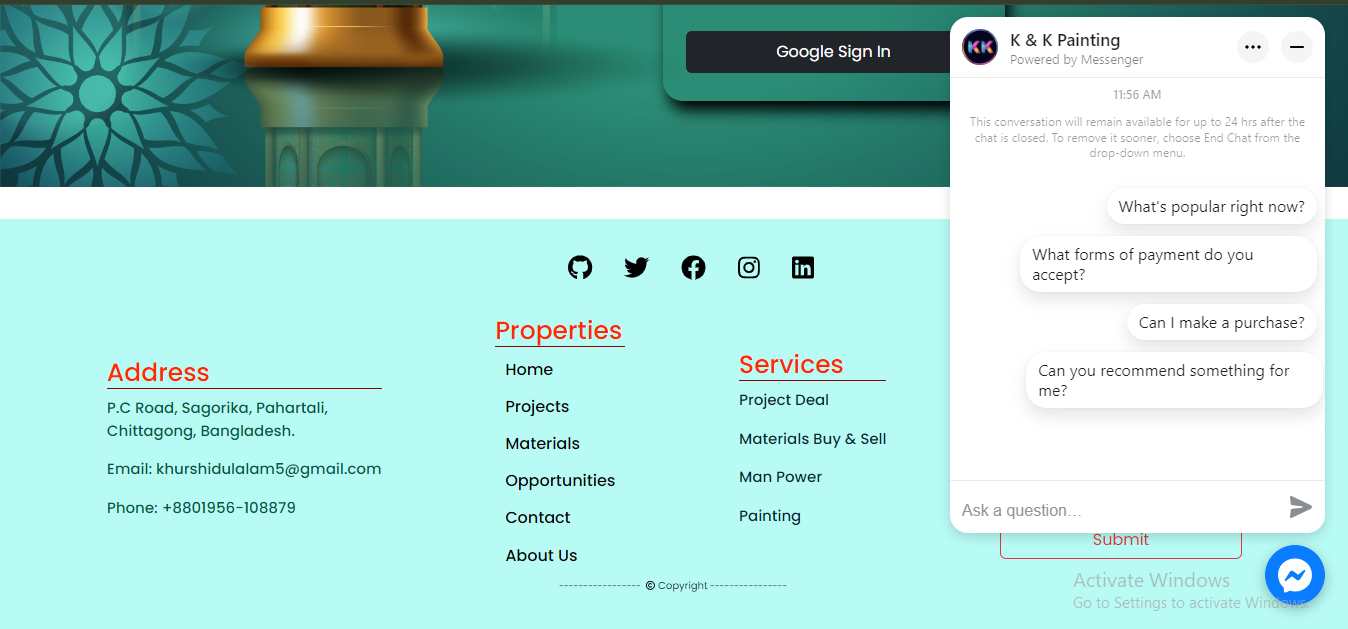 Google Sign In
KK
K & K Painting
Powered by Messenger
11:56 AM
This conversation will remain available for up to 24 hrs after the
chat is closed. To remove it sooner, choose End Chat from the
drop-down menu.
What's popular right now?
What forms of payment do you
accept?
Can I make a purchase?
Can you recommend something for
me?
Ask a question…
Address
P.C Road, Sagorika, Pahartali,
Chittagong, Bangladesh.
Email: khurshidulalam5@gmail.com
Phone: +8801956-108879
Properties
Home
Projects
Materials
Opportunities
Contact
About Us
Services
Project Deal
Materials Buy & Sell
Man Power
Painting
Submit
----------------- © Copyright ----------------
Activate Windows
Go to Settings to activate Windows.